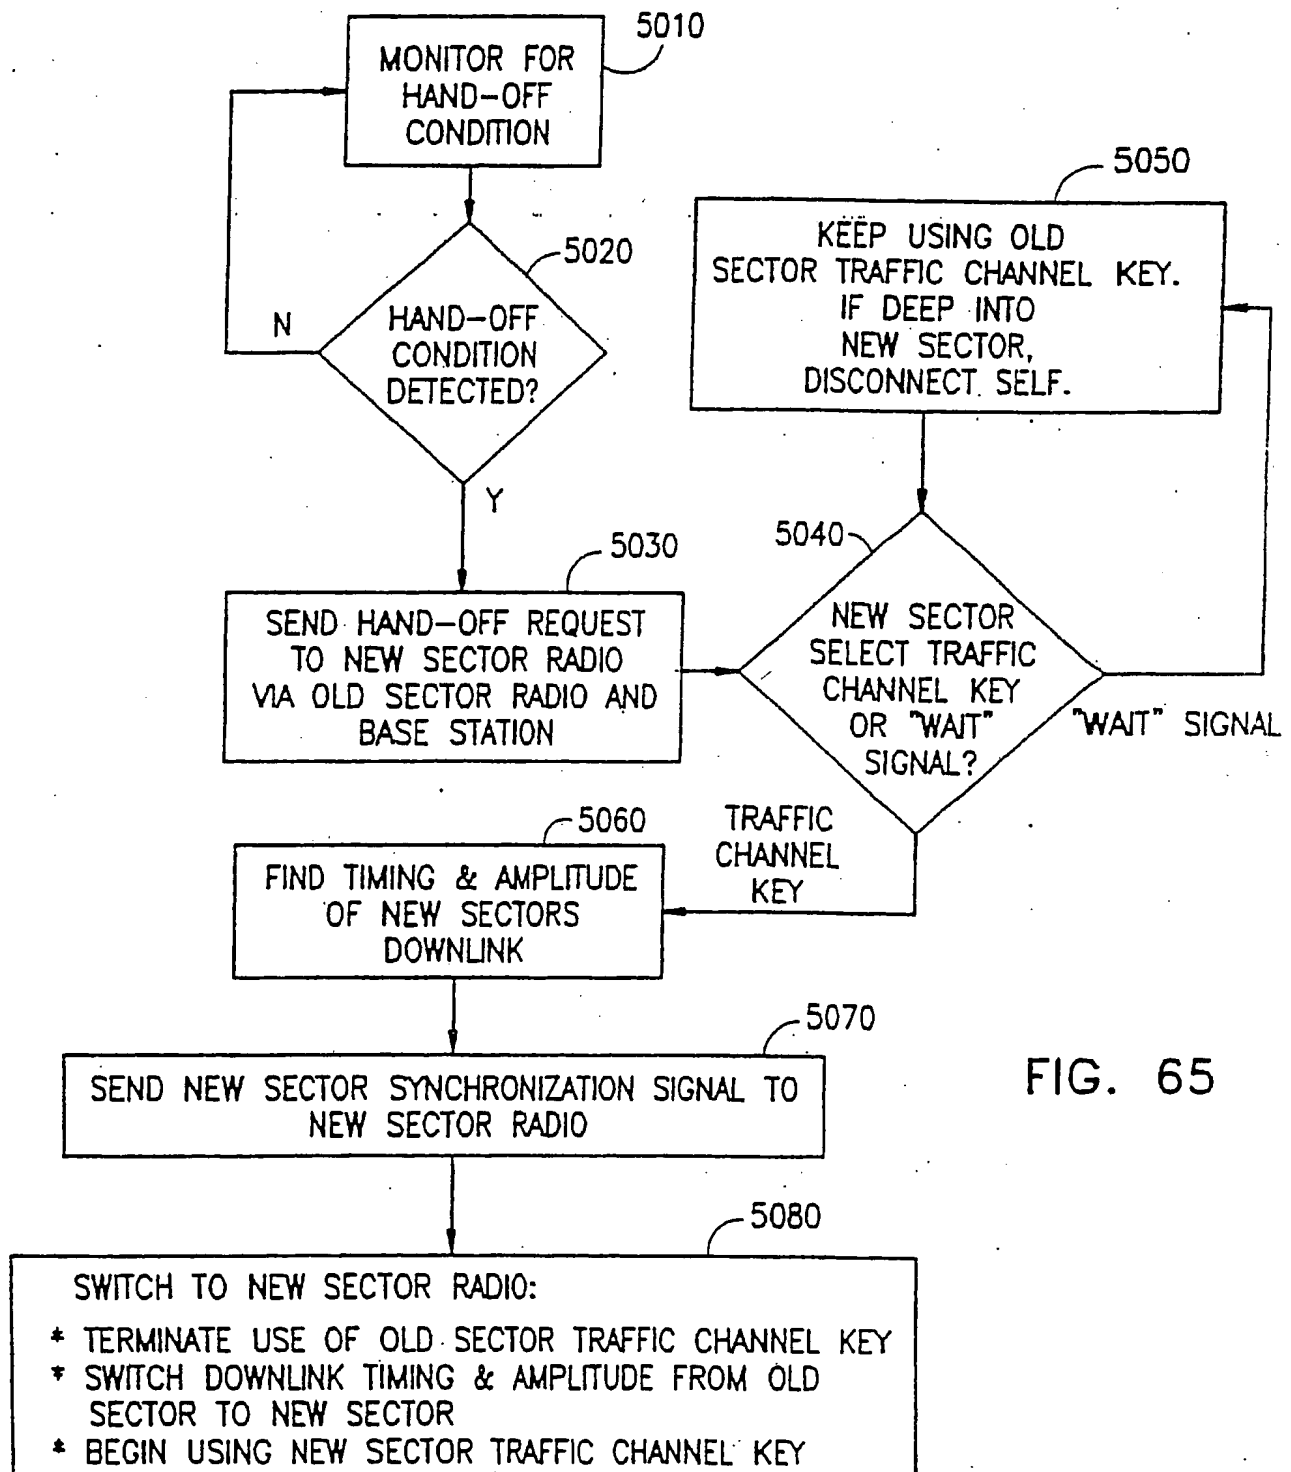 5010
MONITOR FOR
HAND-OFF
CONDITION
5020
HAND-OFF
CONDITION
DETECTED?
N
Y
5030
SEND HAND-OFF REQUEST
TO NEW SECTOR RADIO
VIA OLD SECTOR RADIO AND
BASE STATION
5050
KEEP USING OLD
SECTOR TRAFFIC CHANNEL KEY.
IF DEEP INTO
NEW SECTOR,
DISCONNECT SELF.
5040
NEW SECTOR
SELECT TRAFFIC
CHANNEL KEY
OR "WAIT"
SIGNAL?
"WAIT" SIGNAL
TRAFFIC
CHANNEL
KEY
5060
FIND TIMING & AMPLITUDE
OF NEW SECTORS
DOWNLINK
5070
SEND NEW SECTOR SYNCHRONIZATION SIGNAL TO
NEW SECTOR RADIO
FIG. 65
5080
SWITCH TO NEW SECTOR RADIO:
* TERMINATE USE OF OLD SECTOR TRAFFIC CHANNEL KEY
* SWITCH DOWNLINK TIMING & AMPLITUDE FROM OLD
SECTOR TO NEW SECTOR
* BEGIN USING NEW SECTOR TRAFFIC CHANNEL KEY